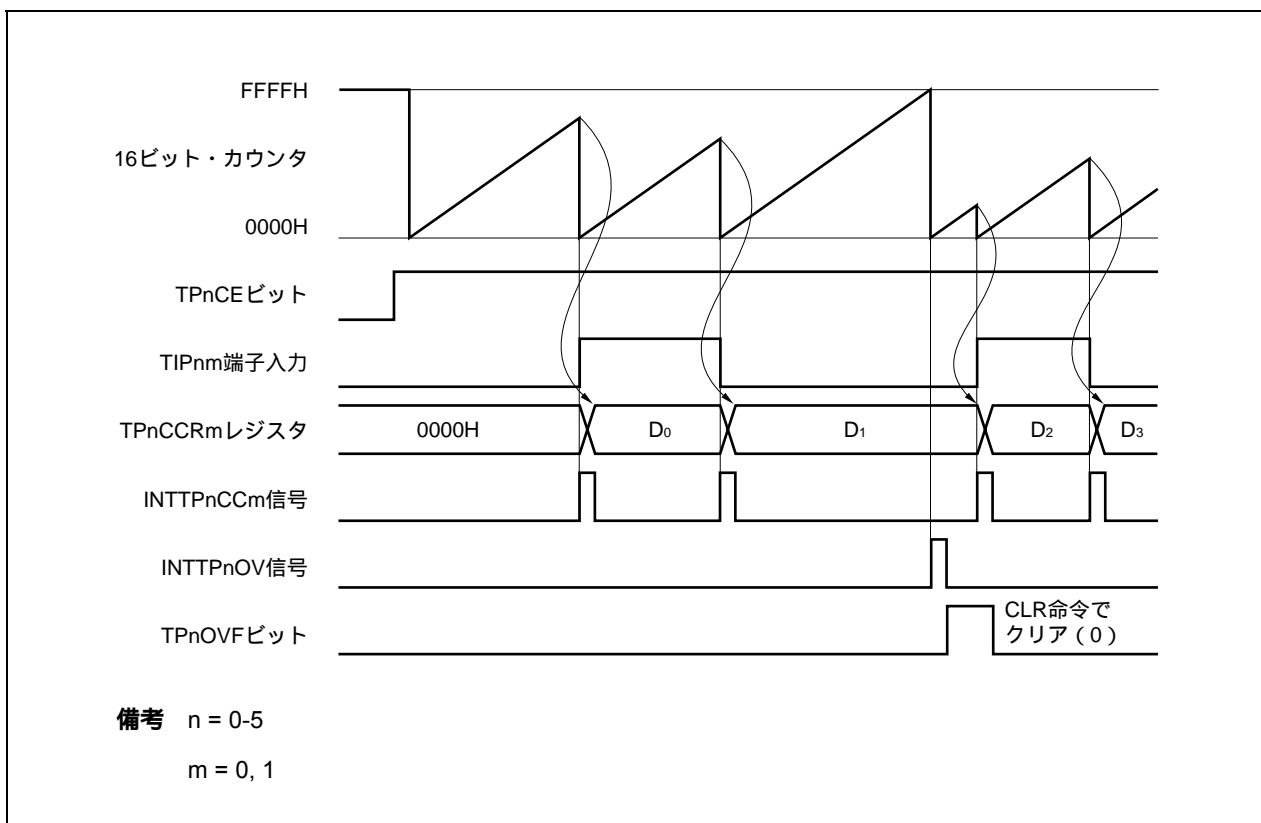 FFFFH
16ビット・カウンタ
0000H
TPnCEビット
TIPnm端子入力
TPnCCRmレジスタ
0000H
D0
D1
D2
D3
INTTPnCCm信号
INTTPnOV信号
TPnOVFビット
CLR命令で
クリア(0)
備考 n = 0-5
m = 0, 1